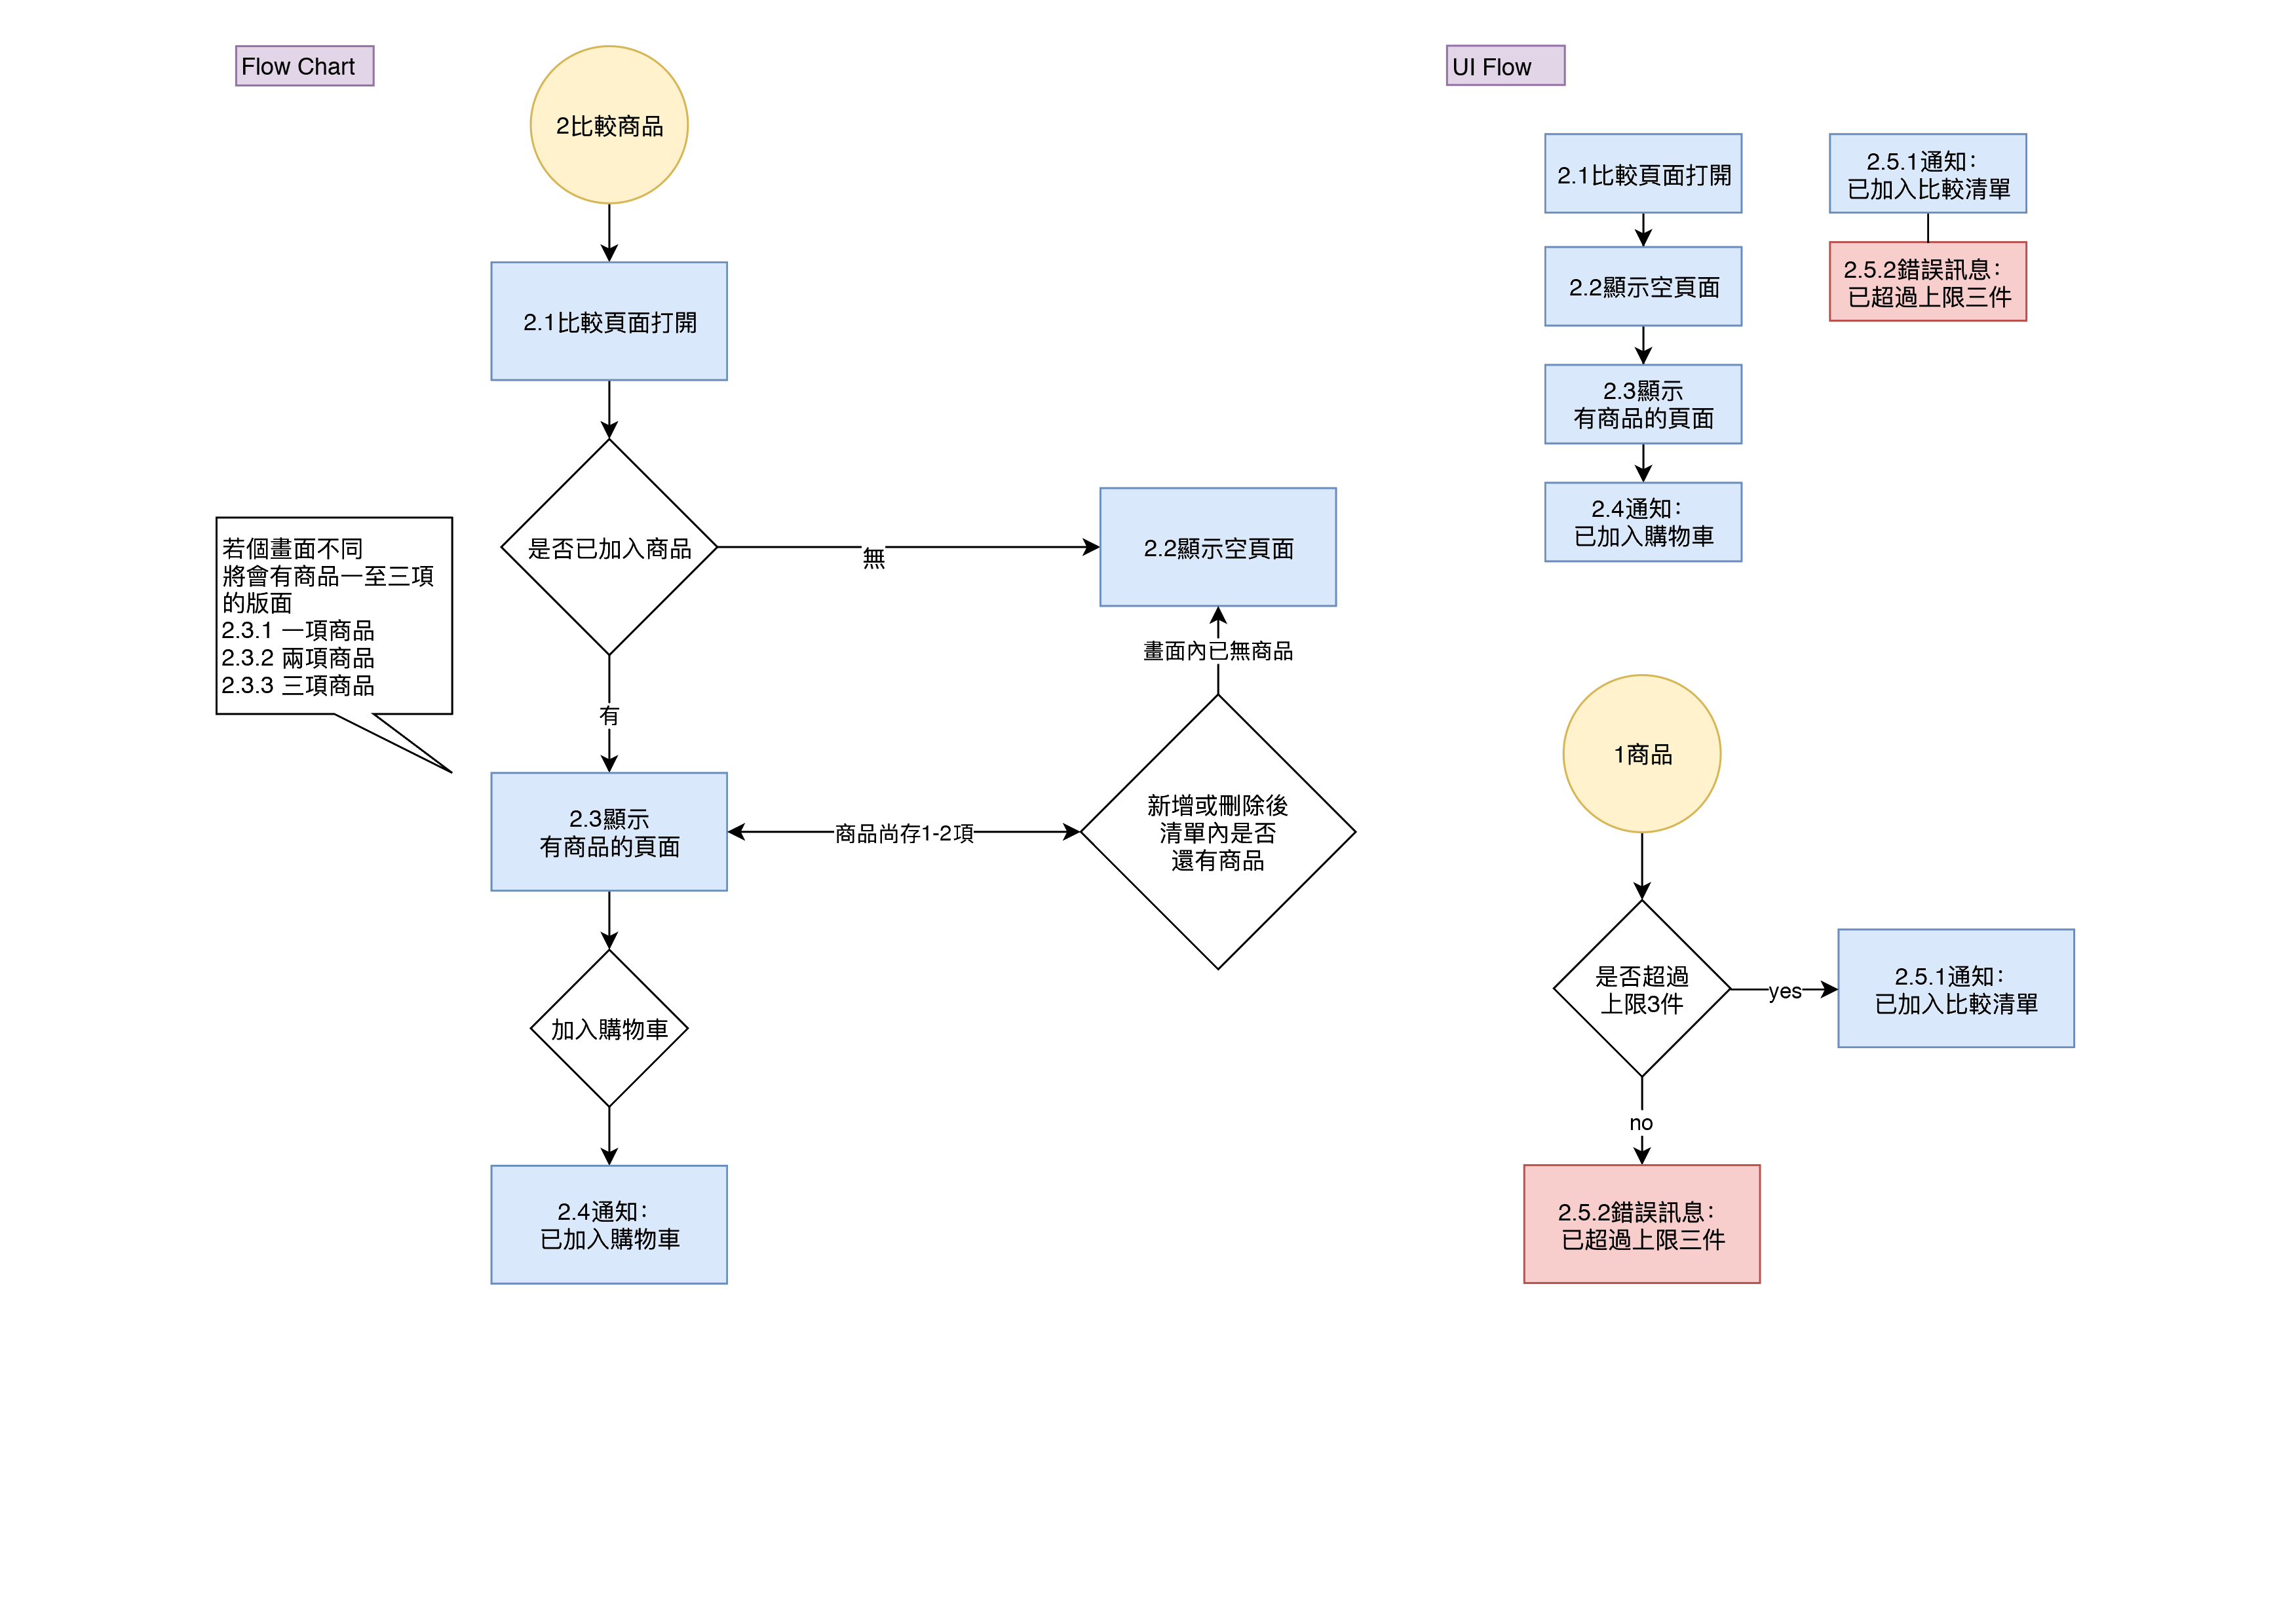 Flow Chart
2比較商品
2.1比較頁面打開
是否已加入商品
無
2.2顯示空頁面
若個畫面不同
將會有商品一至三項
的版面
2.3.1 一項商品
2.3.2 兩項商品
2.3.3 三項商品
有
畫面內已無商品
2.3顯示
有商品的頁面
商品尚存1-2項
新增或刪除後
清單內是否
還有商品
加入購物車
2.4通知：
已加入購物車
UI Flow
2.1比較頁面打開
2.2顯示空頁面
2.3顯示
有商品的頁面
2.4通知：
已加入購物車
2.5.1通知：
已加入比較清單
2.5.2錯誤訊息：
已超過上限三件
1商品
是否超過
上限3件
yes
2.5.1通知：
已加入比較清單
no
2.5.2錯誤訊息：
已超過上限三件